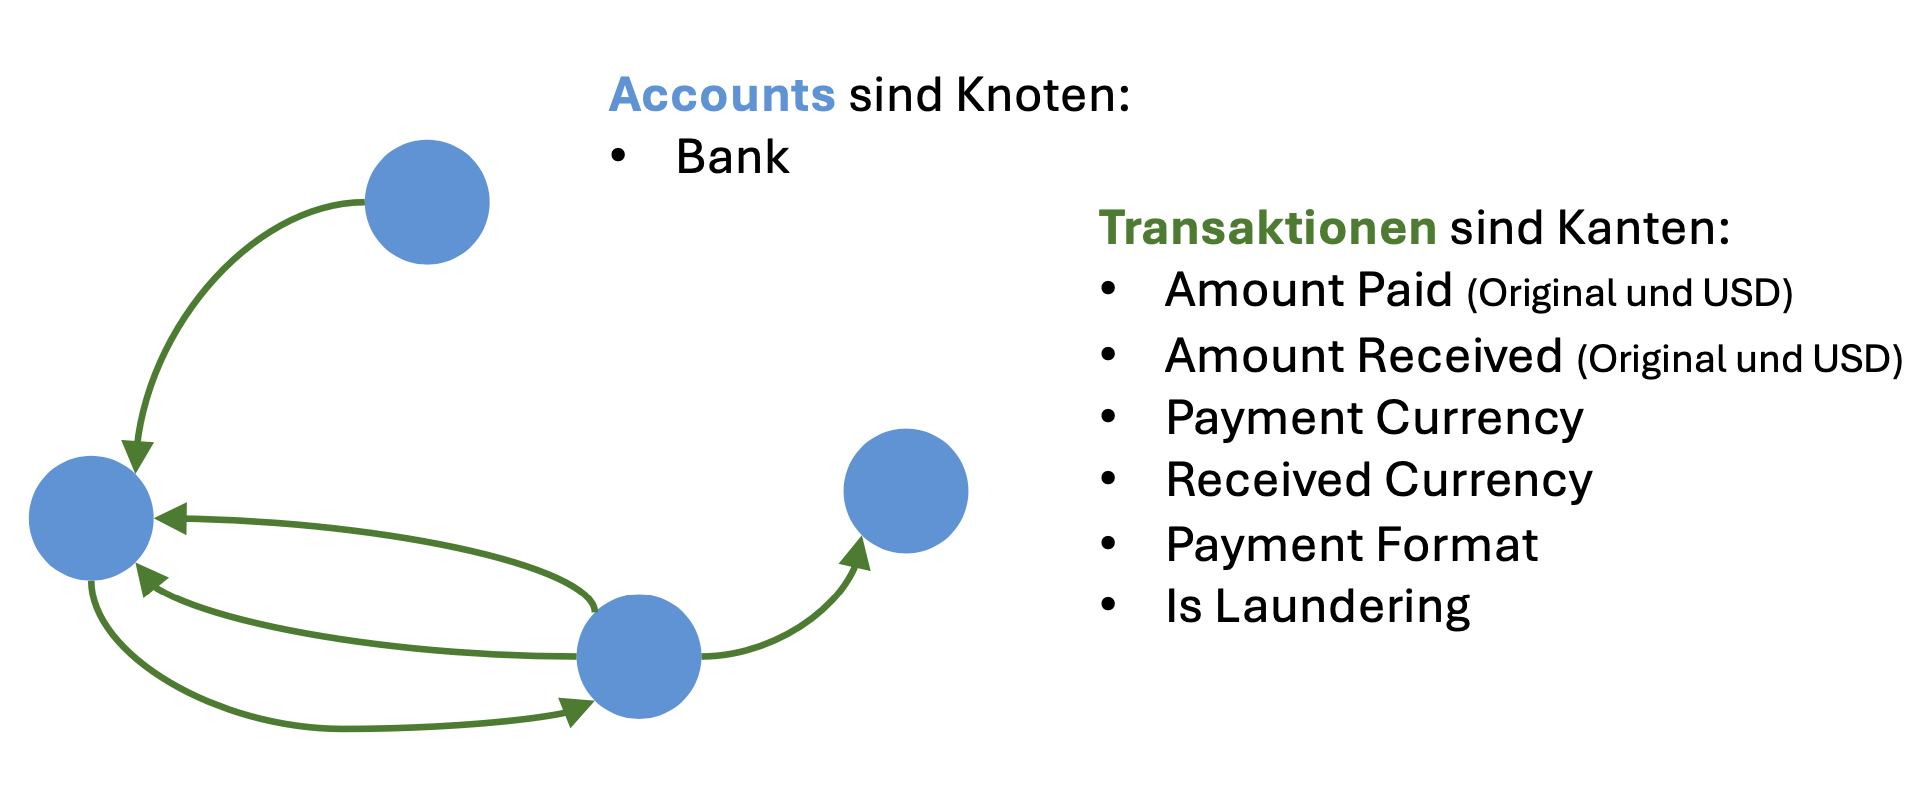 Accounts sind Knoten:
• Bank
Transaktionen sind Kanten:
• Amount Paid (Original und USD)
• Amount Received (Original und USD)
• Payment Currency
• Received Currency
• Payment Format
• Is Laundering